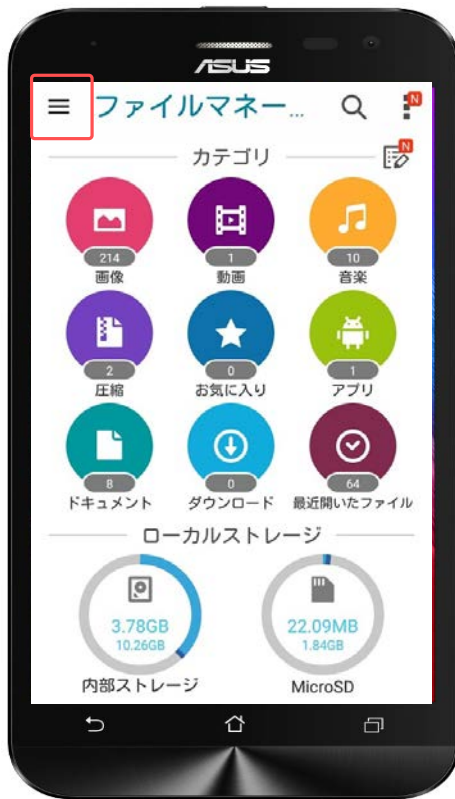 ASUS
ファイルマネー...
N
カテゴリ
N
214
1
10
画像
動画
音楽
2
0
1
圧縮
お気に入り
アプリ
8
0
64
ドキュメント
ダウンロード
最近開いたファイル
ローカルストレージ
3.78GB
22.09MB
10.26GB
1.84GB
内部ストレージ
MicroSD